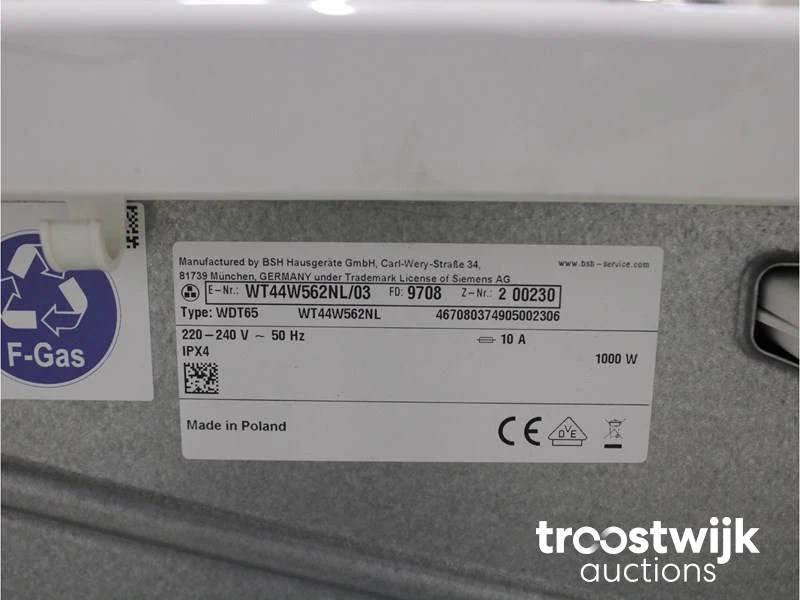 Manufactured by BSH Hausgeräte GmbH, Carl-Wery-Straße 34,
www.bsh-service.com
81739 München, GERMANY under Trademark License of Siemens AG
E-Nr.: WT44W562NL/03 FD: 9708 Z-Nr.: 2 00230
Type: WDT65 WT44W562NL 467080374905002306
220-240 V ~ 50 Hz 10 A
IPX4 1000 W
Made in Poland CE VDE
F-Gas
troostwijk
auctions